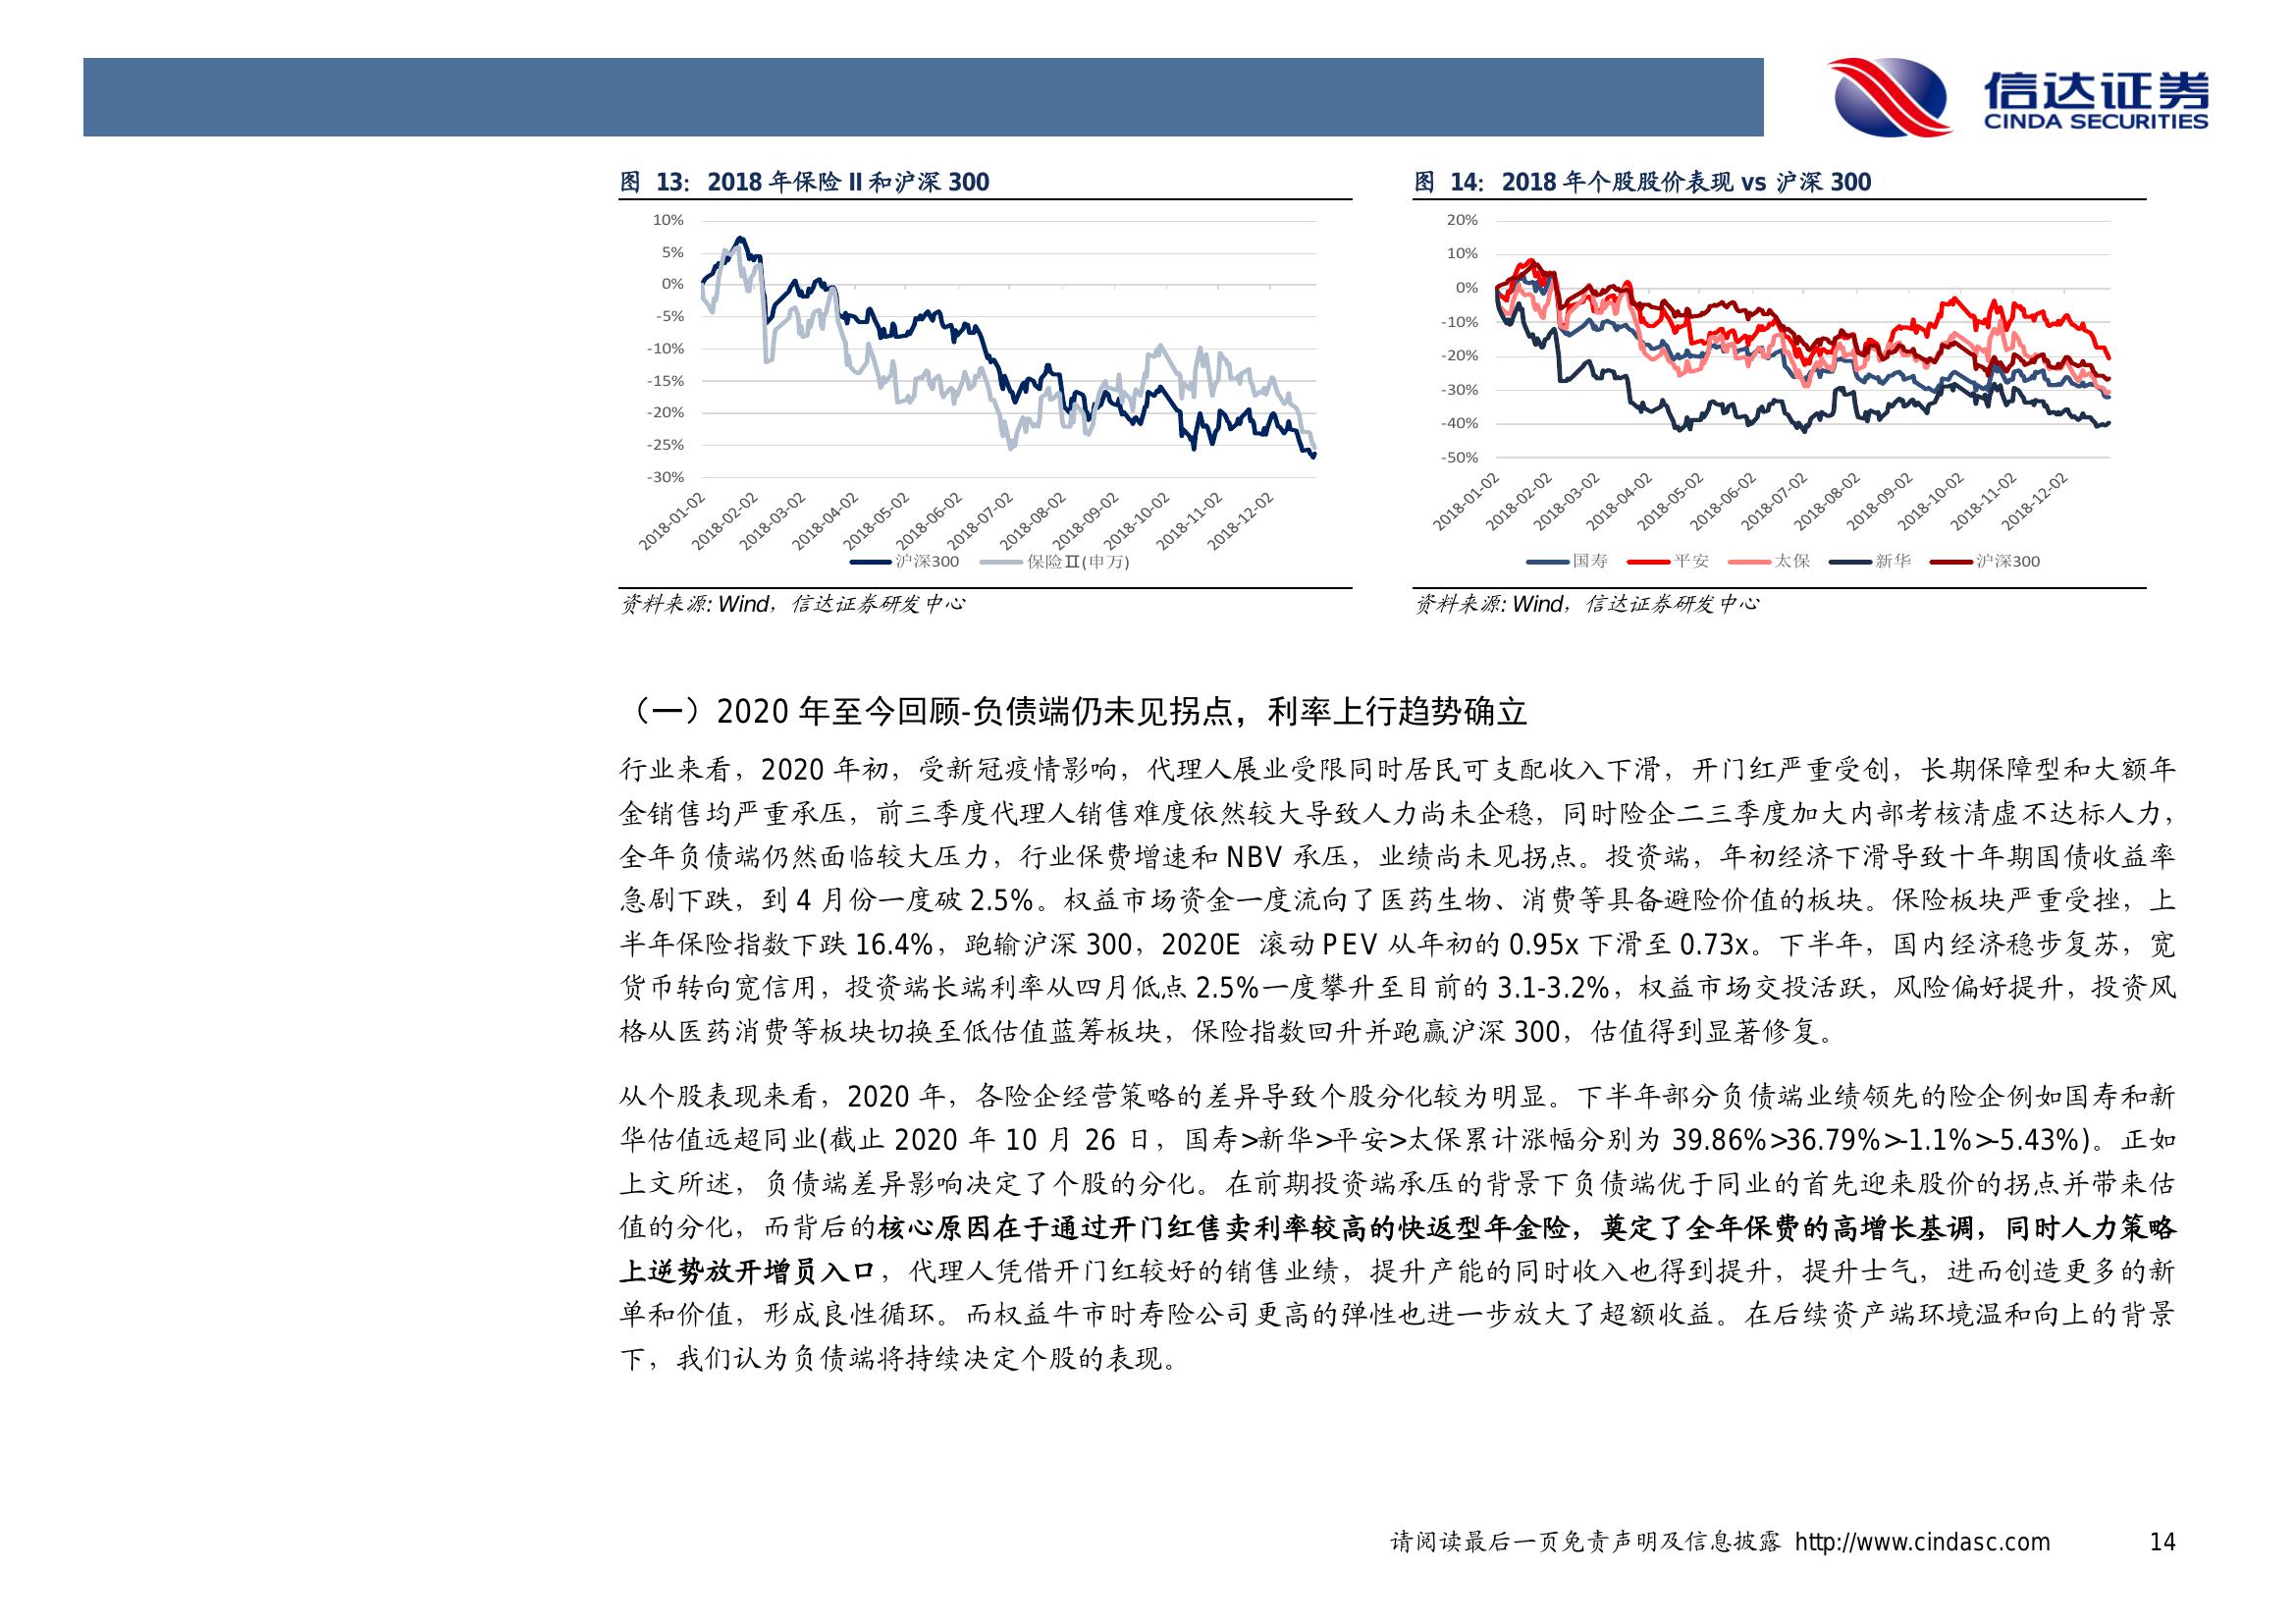 信达证券
CINDA SECURITIES
图 13： 2018 年保险 II 和沪深 300
10%
5%
0%
-5%
-10%
-15%
-20%
-25%
-30%
2018-01-02
2018-02-02
2018-03-02
2018-04-02
2018-05-02
2018-06-02
2018-07-02
2018-08-02
2018-09-02
2018-10-02
2018-11-02
2018-12-02
沪深300 保险Ⅱ(申万)
资料来源: Wind，信达证券研发中心
图 14： 2018 年个股股价表现 vs 沪深 300
20%
10%
0%
-10%
-20%
-30%
-40%
-50%
2018-01-02
2018-02-02
2018-03-02
2018-04-02
2018-05-02
2018-06-02
2018-07-02
2018-08-02
2018-09-02
2018-10-02
2018-11-02
2018-12-02
国寿 平安 太保 新华 沪深300
资料来源: Wind，信达证券研发中心
（一）2020 年至今回顾-负债端仍未见拐点，利率上行趋势确立
行业来看，2020 年初，受新冠疫情影响，代理人展业受限同时居民可支配收入下滑，开门红严重受创，长期保障型和大额年
金销售均严重承压，前三季度代理人销售难度依然较大导致人力尚未企稳，同时险企二三季度加大内部考核清虚不达标人力，
全年负债端仍然面临较大压力，行业保费增速和 NBV 承压，业绩尚未见拐点。投资端，年初经济下滑导致十年期国债收益率
急剧下跌，到 4 月份一度破 2.5%。权益市场资金一度流向了医药生物、消费等具备避险价值的板块。保险板块严重受挫，上
半年保险指数下跌 16.4%，跑输沪深 300，2020E 滚动 PEV 从年初的 0.95x 下滑至 0.73x。下半年，国内经济稳步复苏，宽
货币转向宽信用，投资端长端利率从四月低点 2.5%一度攀升至目前的 3.1-3.2%，权益市场交投活跃，风险偏好提升，投资风
格从医药消费等板块切换至低估值蓝筹板块，保险指数回升并跑赢沪深 300，估值得到显著修复。
从个股表现来看，2020 年，各险企经营策略的差异导致个股分化较为明显。下半年部分负债端业绩领先的险企例如国寿和新
华估值远超同业(截止 2020 年 10 月 26 日，国寿>新华>平安>太保累计涨幅分别为 39.86%>36.79%>-1.1%>-5.43%)。正如
上文所述，负债端差异影响决定了个股的分化。在前期投资端承压的背景下负债端优于同业的首先迎来股价的拐点并带来估
值的分化，而背后的核心原因在于通过开门红售卖利率较高的快返型年金险，奠定了全年保费的高增长基调，同时人力策略
上逆势放开增员入口，代理人凭借开门红较好的销售业绩，提升产能的同时收入也得到提升，提升士气，进而创造更多的新
单和价值，形成良性循环。而权益牛市时寿险公司更高的弹性也进一步放大了超额收益。在后续资产端环境温和向上的背景
下，我们认为负债端将持续决定个股的表现。
请阅读最后一页免责声明及信息披露 http://www.cindasc.com 14